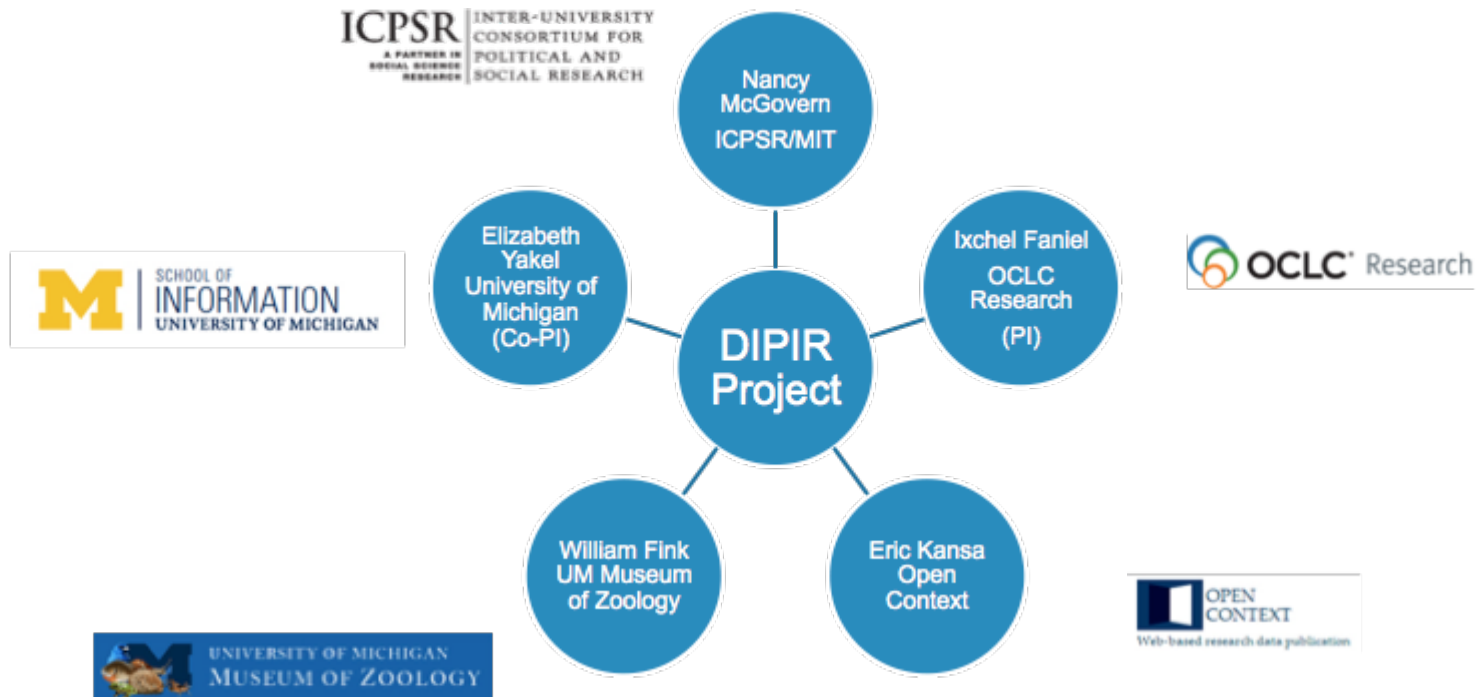 ICPSR
A PARTNER IN
SOCIAL SCIENCE
RESEARCH
INTER-UNIVERSITY
CONSORTIUM FOR
POLITICAL AND
SOCIAL RESEARCH
Nancy
McGovern
ICPSR/MIT
Elizabeth
Yakel
University of
Michigan
(Co-PI)
Ixchel Faniel
OCLC
Research
(PI)
M
SCHOOL OF
INFORMATION
UNIVERSITY OF MICHIGAN
OCLC® Research
DIPIR
Project
William Fink
UM Museum
of Zoology
Eric Kansa
Open
Context
OPEN
CONTEXT
Web-based research data publication
M
UNIVERSITY OF MICHIGAN
MUSEUM OF ZOOLOGY